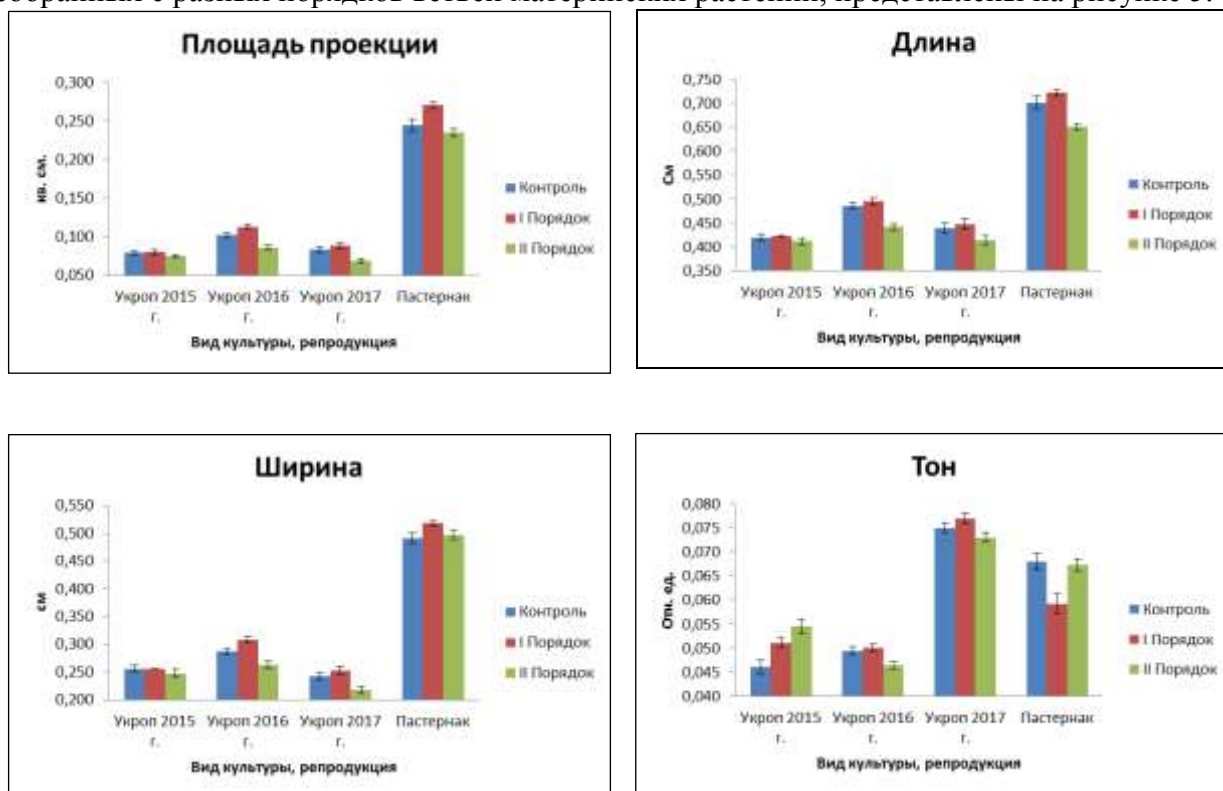 собранных с разных порядков ветвей материнских растений, представлены на рисунке
Площадь проекции
0,300
0,250
0,200
0,150
0,100
0,050
кв. см.
Укроп 2015 г.
Укроп 2016 г.
Укроп 2017 г.
Пастернак
Вид культуры, репродукция
Контроль
I Порядок
II Порядок
Длина
0,750
0,700
0,650
0,600
0,550
0,500
0,450
0,400
0,350
См
Укроп 2015 г.
Укроп 2016 г.
Укроп 2017 г.
Пастернак
Вид культуры, репродукция
Контроль
I Порядок
II Порядок
Ширина
0,550
0,500
0,450
0,400
0,350
0,300
0,250
0,200
см
Укроп 2015 г.
Укроп 2016 г.
Укроп 2017 г.
Пастернак
Вид культуры, репродукция
Контроль
I Порядок
II Порядок
Тон
0,080
0,075
0,070
0,065
0,060
0,055
0,050
0,045
0,040
Отн. ед.
Укроп 2015 г.
Укроп 2016 г.
Укроп 2017 г.
Пастернак
Вид культуры, репродукция
Контроль
I Порядок
II Порядок